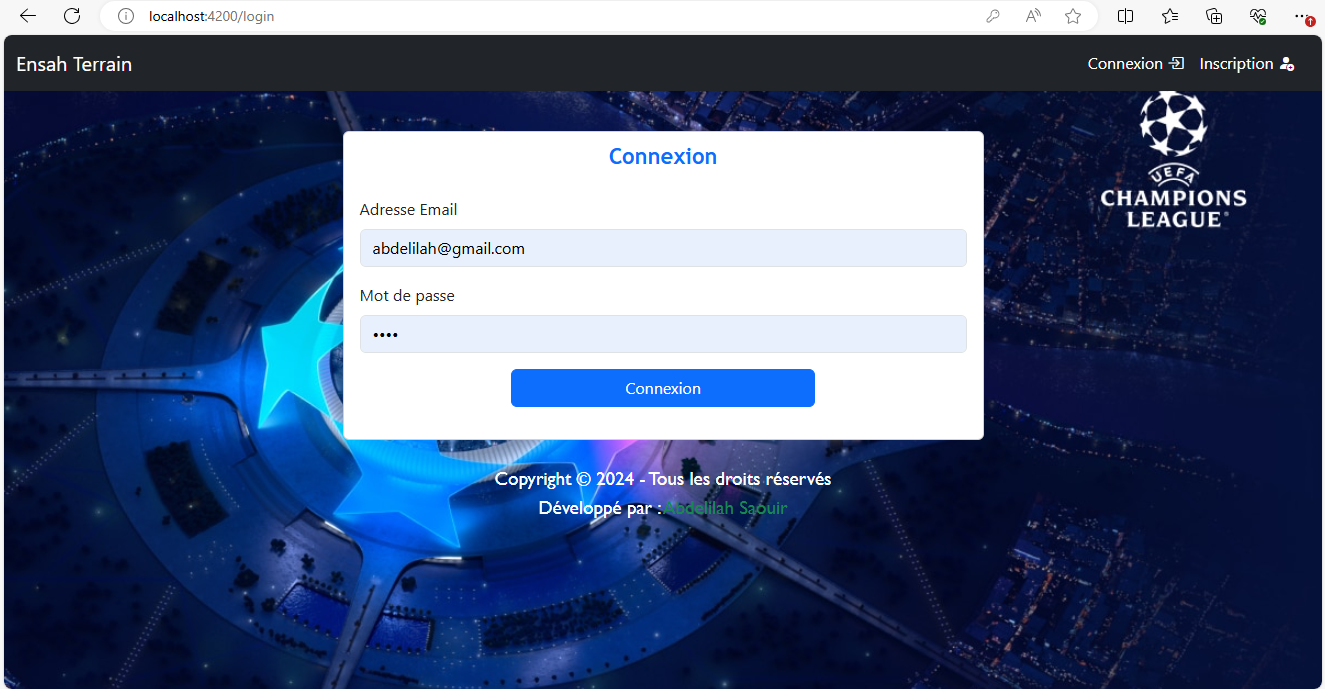 localhost:4200/login
Ensah Terrain
Connexion Inscription
UEFA
CHAMPIONS
LEAGUE
Connexion
Adresse Email
abdelilah@gmail.com
Mot de passe
••••
Connexion
Copyright © 2024 - Tous les droits réservés
Développé par :Abdelilah Saouir